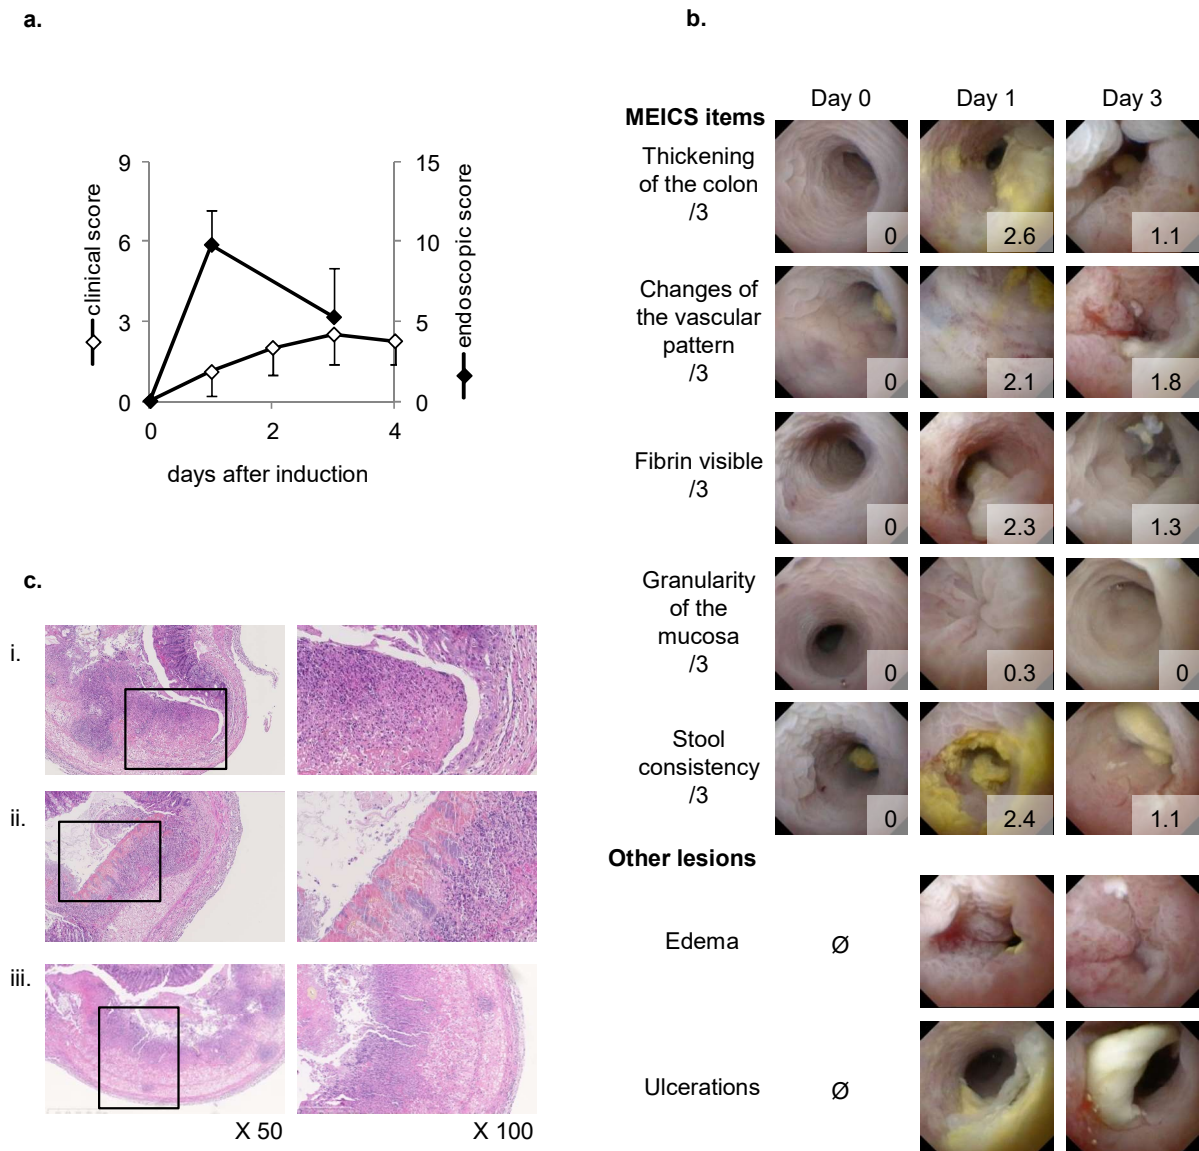 a.
9
6
3
0
clinical score
15
10
5
0
endoscopic score
0 2 4
days after induction
b.
Day 0 Day 1 Day 3
MEICS items
Thickening
of the colon
/3
0 2.6 1.1
Changes of
the vascular
pattern
/3
0 2.1 1.8
Fibrin visible
/3
0 2.3 1.3
Granularity
of the
mucosa
/3
0 0.3 0
Stool
consistency
/3
0 2.4 1.1
Other lesions
Edema Ø
Ulcerations Ø
c.
i.
ii.
iii.
X 50 X 100